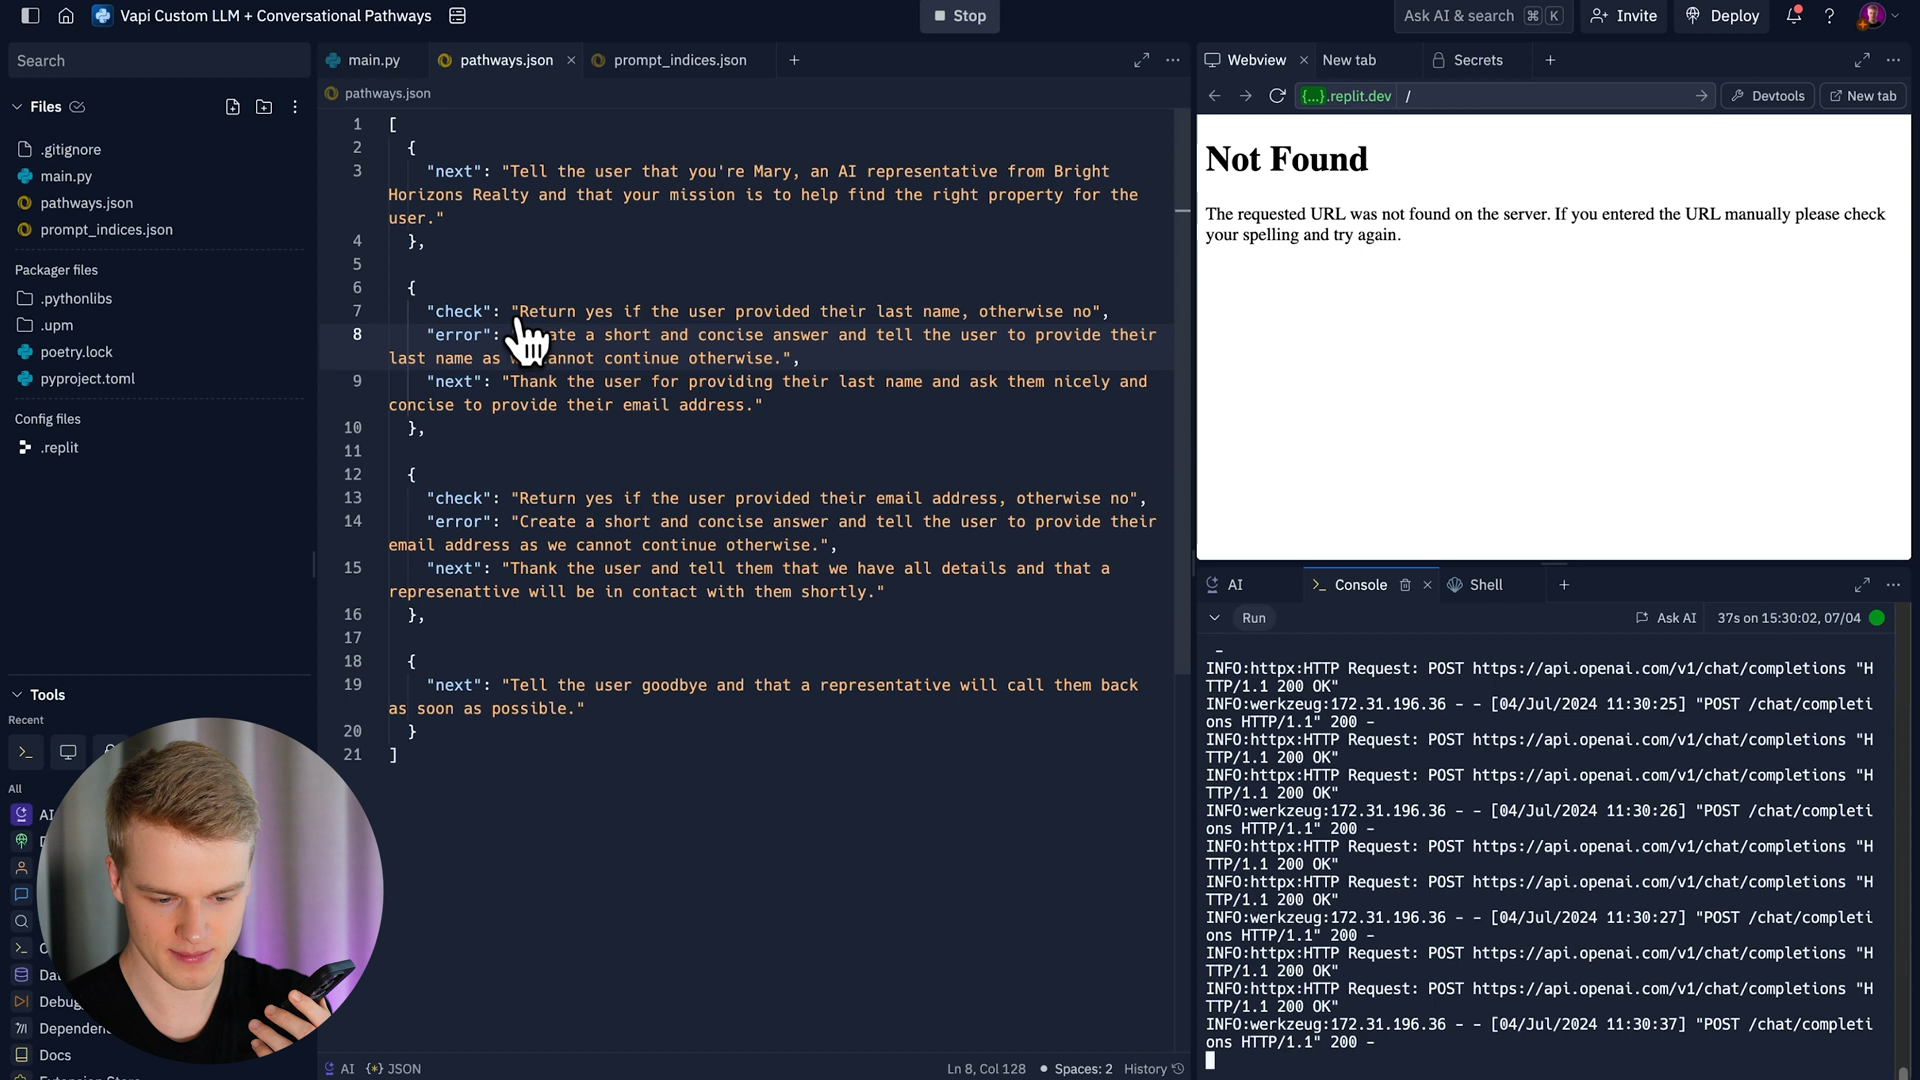 Vapi Custom LLM + Conversational Pathways
Stop
Ask AI & search ⌘ K
Invite
Deploy
Search
Files
.gitignore
main.py
pathways.json
prompt_indices.json
Packager files
.pythonlibs
.upm
poetry.lock
pyproject.toml
Config files
.replit
Tools
Recent
All
AI
Debug
Docs
main.py
pathways.json
prompt_indices.json
pathways.json
1 [
2 {
3 "next": "Tell the user that you're Mary, an AI representative from Bright
Horizons Realty and that your mission is to help find the right property for the
user."
4 },
5
6 {
7 "check": "Return yes if the user provided their last name, otherwise no",
8 "error": a short and concise answer and tell the user to provide their
last name as cannot continue otherwise.",
9 "next": "Thank the user for providing their last name and ask them nicely and
concise to provide their email address."
10 },
11
12 {
13 "check": "Return yes if the user provided their email address, otherwise no",
14 "error": "Create a short and concise answer and tell the user to provide their
email address as we cannot continue otherwise.",
15 "next": "Thank the user and tell them that we have all details and that a
represenattive will be in contact with them shortly."
16 },
17
18 {
19 "next": "Tell the user goodbye and that a representative will call them back
as soon as possible."
20 }
21 ]
AI {•} JSON
Ln 8, Col 128 • Spaces: 2 History
Webview
New tab
Secrets
{...}.replit.dev /
Devtools
New tab
Not Found
The requested URL was not found on the server. If you entered the URL manually please check
your spelling and try again.
AI
Console
Shell
Run
Ask AI
37s on 15:30:02, 07/04
-
INFO:httpx:HTTP Request: POST https://api.openai.com/v1/chat/completions "H
TTP/1.1 200 OK"
INFO:werkzeug:172.31.196.36 - - [04/Jul/2024 11:30:25] "POST /chat/completi
ons HTTP/1.1" 200 -
INFO:httpx:HTTP Request: POST https://api.openai.com/v1/chat/completions "H
TTP/1.1 200 OK"
INFO:httpx:HTTP Request: POST https://api.openai.com/v1/chat/completions "H
TTP/1.1 200 OK"
INFO:werkzeug:172.31.196.36 - - [04/Jul/2024 11:30:26] "POST /chat/completi
ons HTTP/1.1" 200 -
INFO:httpx:HTTP Request: POST https://api.openai.com/v1/chat/completions "H
TTP/1.1 200 OK"
INFO:httpx:HTTP Request: POST https://api.openai.com/v1/chat/completions "H
TTP/1.1 200 OK"
INFO:werkzeug:172.31.196.36 - - [04/Jul/2024 11:30:27] "POST /chat/completi
ons HTTP/1.1" 200 -
INFO:httpx:HTTP Request: POST https://api.openai.com/v1/chat/completions "H
TTP/1.1 200 OK"
INFO:httpx:HTTP Request: POST https://api.openai.com/v1/chat/completions "H
TTP/1.1 200 OK"
INFO:werkzeug:172.31.196.36 - - [04/Jul/2024 11:30:37] "POST /chat/completi
ons HTTP/1.1" 200 -